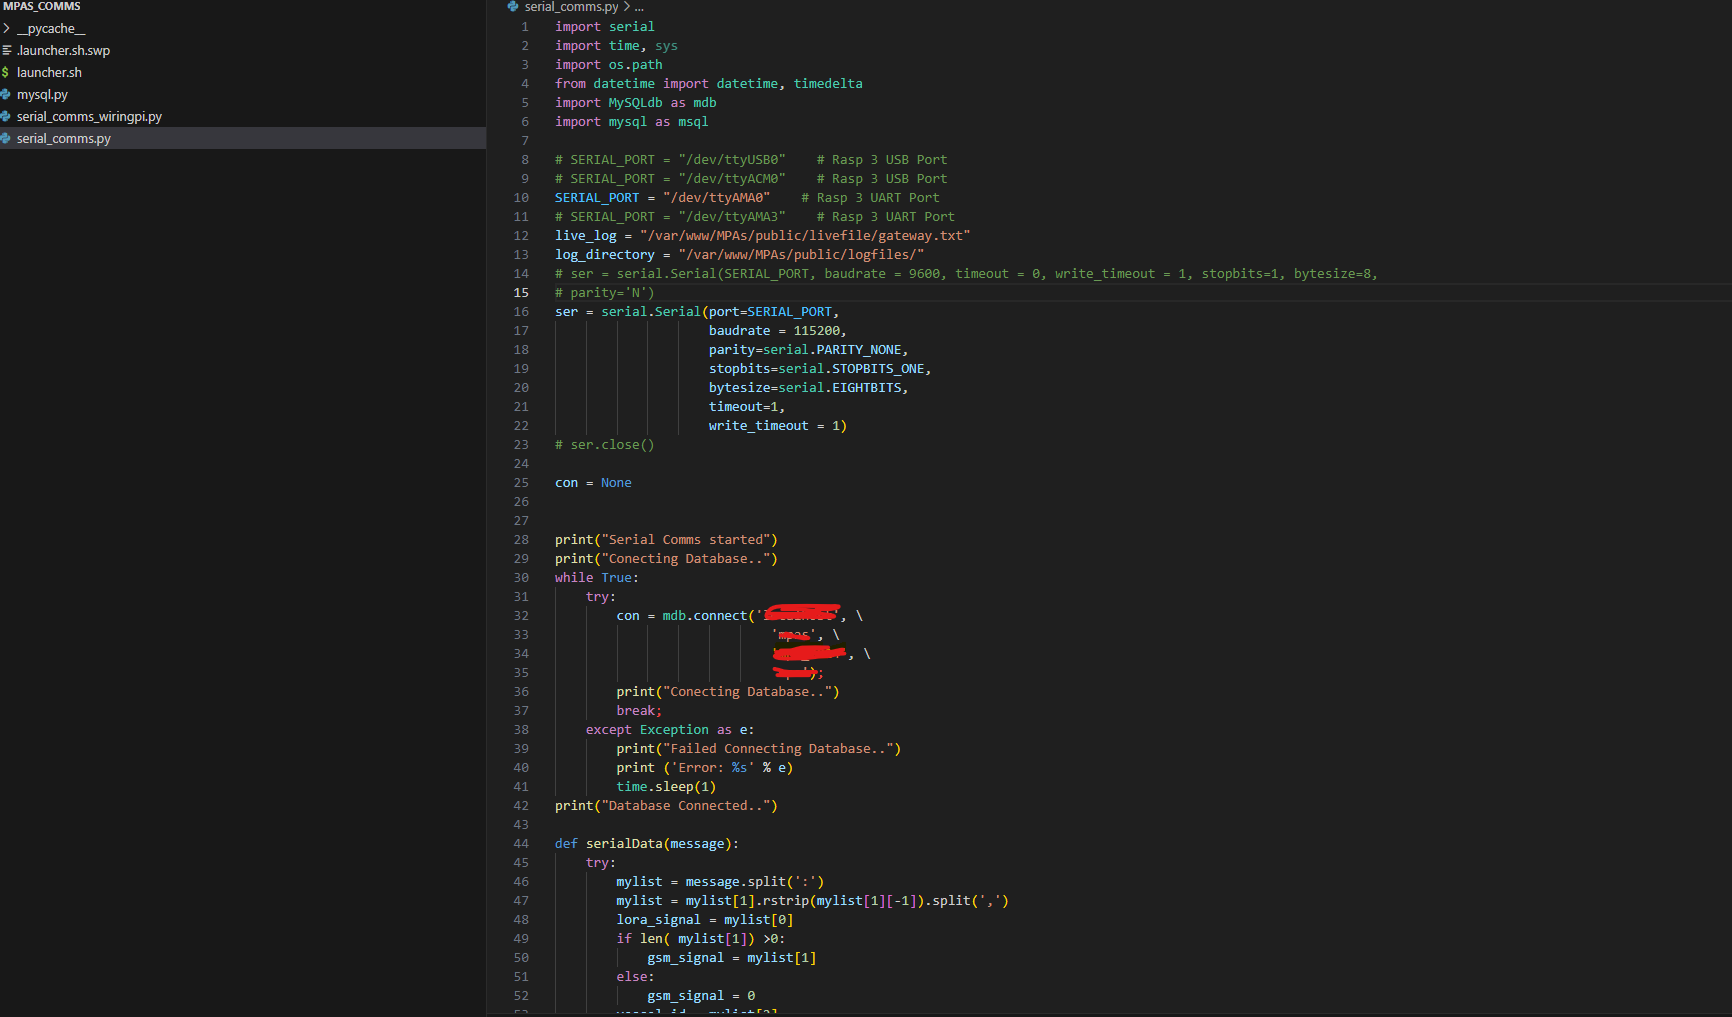 MPAS_COMMS
__pycache__
.launcher.sh.swp
$ launcher.sh
mysql.py
serial_comms_wiringpi.py
serial_comms.py
serial_comms.py > ...
1 import serial
2 import time, sys
3 import os.path
4 from datetime import datetime, timedelta
5 import MySQLdb as mdb
6 import mysql as msql
7
8 # SERIAL_PORT = "/dev/ttyUSB0"    # Rasp 3 USB Port
9 # SERIAL_PORT = "/dev/ttyACM0"    # Rasp 3 USB Port
10 SERIAL_PORT = "/dev/ttyAMA0"    # Rasp 3 UART Port
11 # SERIAL_PORT = "/dev/ttyAMA3"    # Rasp 3 UART Port
12 live_log = "/var/www/MPAs/public/livefile/gateway.txt"
13 log_directory = "/var/www/MPAs/public/logfiles/"
14 # ser = serial.Serial(SERIAL_PORT, baudrate = 9600, timeout = 0, write_timeout = 1, stopbits=1, bytesize=8,
15 # parity='N')
16 ser = serial.Serial(port=SERIAL_PORT,
17                     baudrate = 115200,
18                     parity=serial.PARITY_NONE,
19                     stopbits=serial.STOPBITS_ONE,
20                     bytesize=serial.EIGHTBITS,
21                     timeout=1,
22                     write_timeout = 1)
23 # ser.close()
24
25 con = None
26
27
28 print("Serial Comms started")
29 print("Conecting Database..")
30 while True:
31     try:
32         con = mdb.connect('', \
33                             '', \
34                             , \
35                             );
36         print("Conecting Database..")
37         break;
38     except Exception as e:
39         print("Failed Connecting Database..")
40         print ('Error: %s' % e)
41         time.sleep(1)
42 print("Database Connected..")
43
44 def serialData(message):
45     try:
46         mylist = message.split(':')
47         mylist = mylist[1].rstrip(mylist[1][-1]).split(',')
48         lora_signal = mylist[0]
49         if len( mylist[1]) >0:
50             gsm_signal = mylist[1]
51         else:
52             gsm_signal = 0